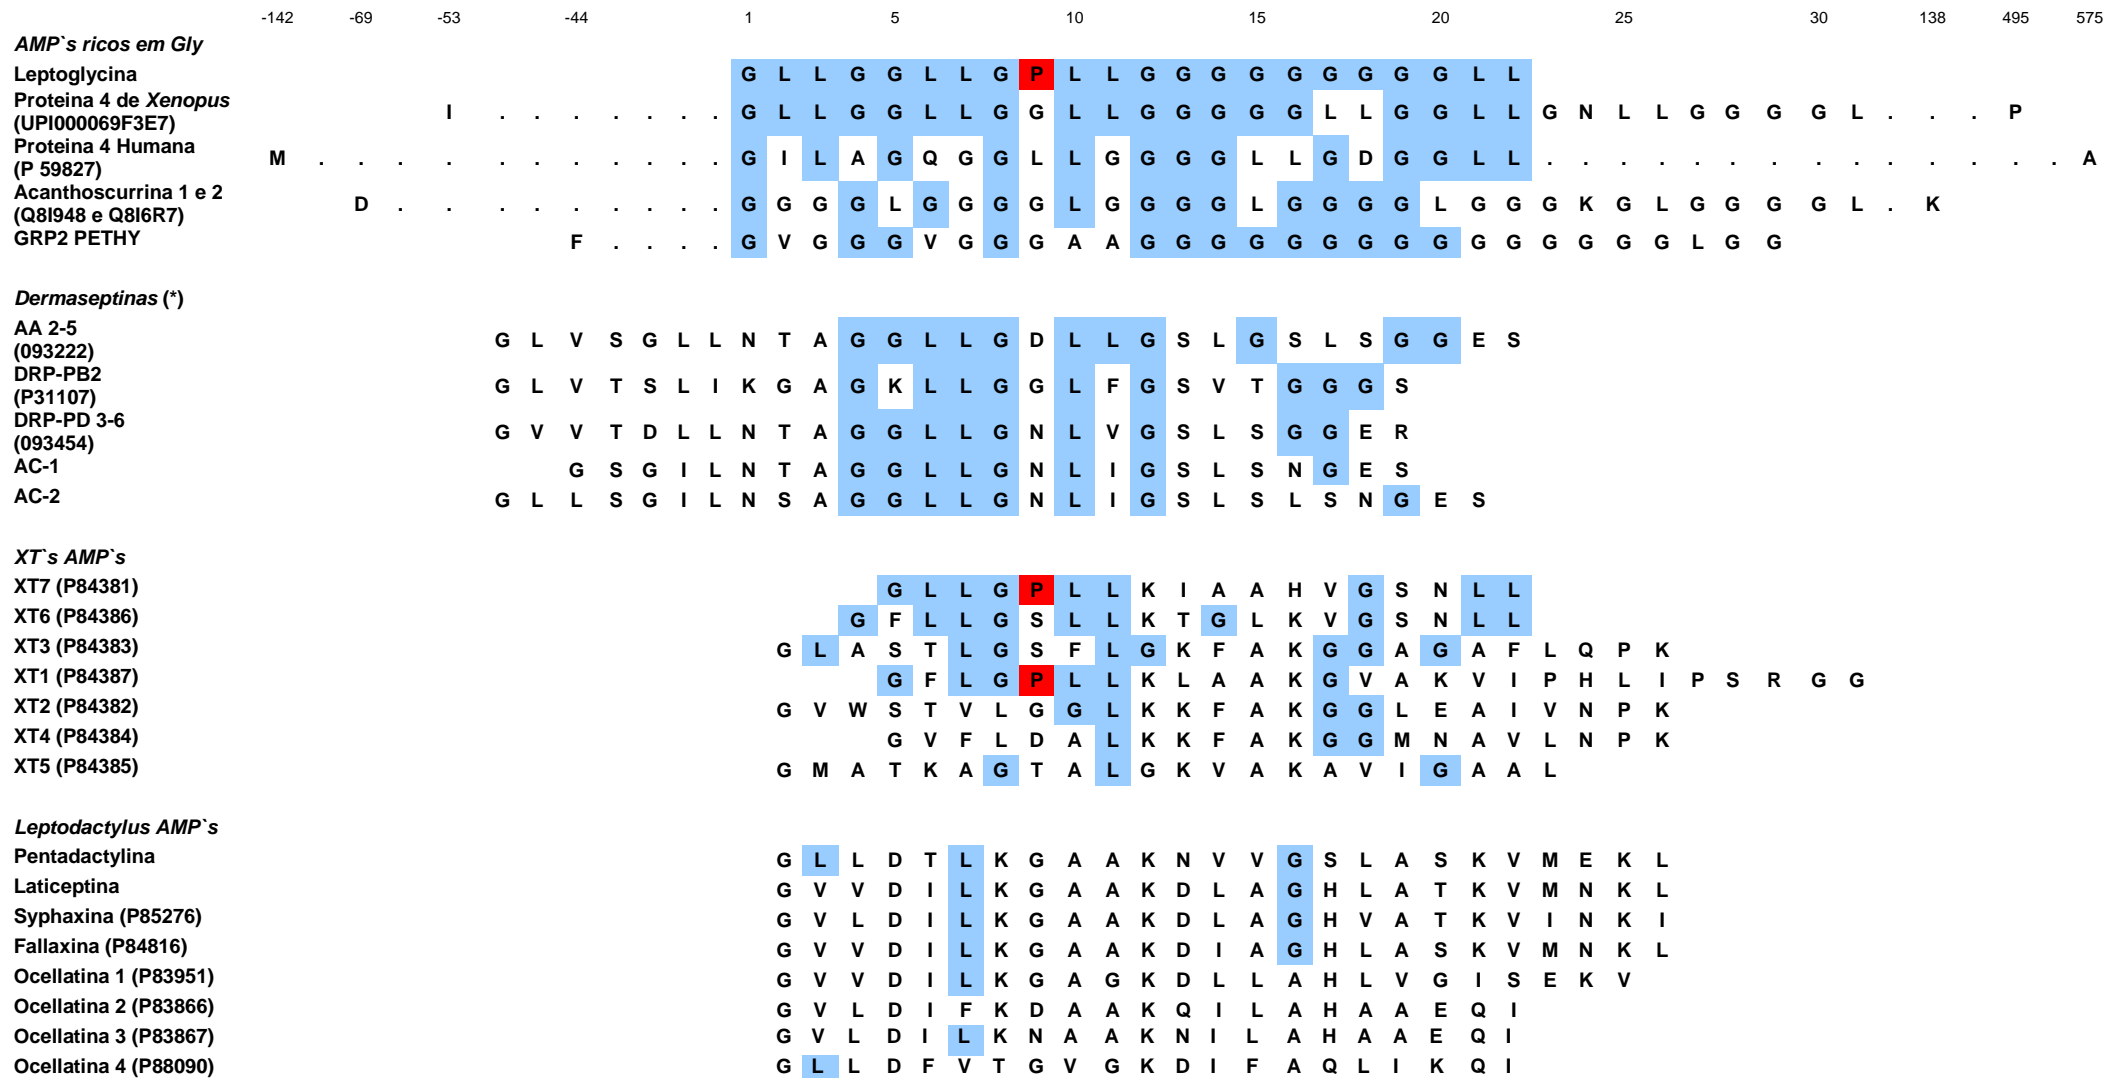 -142 -69 -53 -44 1 5 10 15 20 25 30 138 495 575
AMP`s ricos em Gly
Leptoglycina G L L G G L L G P L L G G G G G G G G G L L
Proteina 4 de Xenopus
(UPI000069F3E7) I . . . . . . . G L L G G L L G G L L G G G G G L L G G L L G N L L G G G G L . . . P
Proteina 4 Humana
(P 59827) M . . . . . . . . . . . G I L A G Q G G L L G G G G L L G D G G L L . . . . . . . . . . . . . . . A
Acanthoscurrina 1 e 2
(Q8I948 e Q8I6R7) D . . . . . . . . . G G G G L G G G G L G G G G L G G G G L G G G K G L G G G G L . K
GRP2 PETHY F . . . . G V G G G V G G G A A G G G G G G G G G G G G G G L G G
Dermaseptinas (*)
AA 2-5
(093222) G L V S G L L N T A G G L L G D L L G S L G S L S G G E S
DRP-PB2
(P31107) G L V T S L I K G A G K L L G G L F G S V T G G G S
DRP-PD 3-6
(093454) G V V T D L L N T A G G L L G N L V G S L S G G E R
AC-1 G S G I L N T A G G L L G N L I G S L S N G E S
AC-2 G L L S G I L N S A G G L L G N L I G S L S L S N G E S
XT`s AMP`s
XT7 (P84381) G L L G P L L K I A A H V G S N L L
XT6 (P84386) G F L L G S L L K T G L K V G S N L L
XT3 (P84383) G L A S T L G S F L G K F A K G G A G A F L Q P K
XT1 (P84387) G F L G P L L K L A A K G V A K V I P H L I P S R G G
XT2 (P84382) G V W S T V L G G L K K F A K G G L E A I V N P K
XT4 (P84384) G V F L D A L K K F A K G G M N A V L N P K
XT5 (P84385) G M A T K A G T A L G K V A K A V I G A A L
Leptodactylus AMP`s
Pentadactylina G L L D T L K G A A K N V V G S L A S K V M E K L
Laticeptina G V V D I L K G A A K D L A G H L A T K V M N K L
Syphaxina (P85276) G V L D I L K G A A K D L A G H V A T K V I N K I
Fallaxina (P84816) G V V D I L K G A A K D I A G H L A S K V M N K L
Ocellatina 1 (P83951) G V V D I L K G A G K D L L A H L V G I S E K V
Ocellatina 2 (P83866) G V L D I F K D A A K Q I L A H A A E Q I
Ocellatina 3 (P83867) G V L D I L K N A A K N I L A H A A E Q I
Ocellatina 4 (P88090) G L L D F V T G V G K D I F A Q L I K Q I